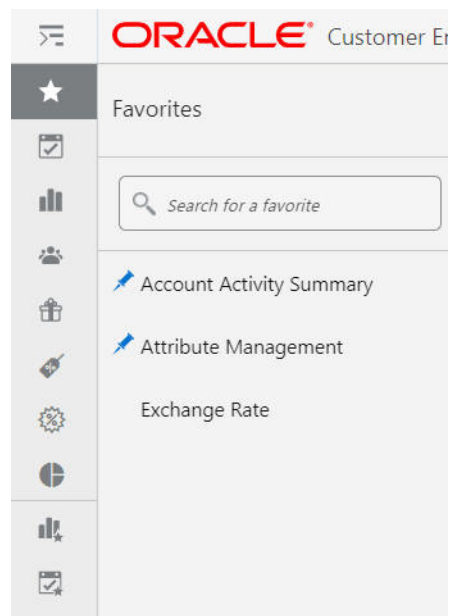 ORACLE Customer
Favorites
Search for a favorite
Account Activity Summary
Attribute Management
Exchange Rate